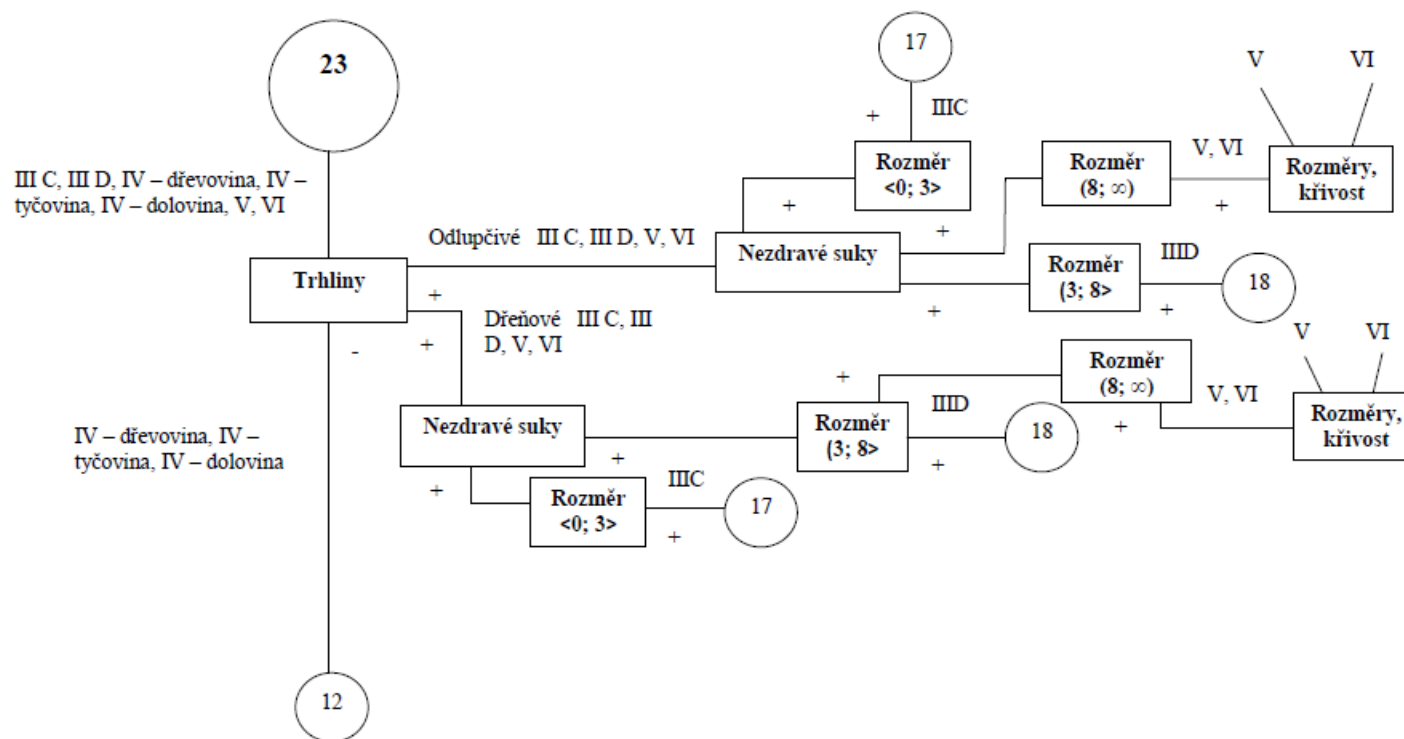 23
17
V
VI
IIIC
+
Rozměr
<0; 3>
Rozměr
(8; ∞)
V, VI
Rozměry,
křivost
III C, III D, IV – dřevovina, IV –
tyčovina, IV – dolovina, V, VI
+
+
+
Odlupčivé III C, III D, V, VI
Nezdravé suky
Rozměr
(3; 8>
IIID
18
Trhliny
+
+
+
Dřeňové III C, III
D, V, VI
-
+
V
VI
+
Rozměr
(8; ∞)
V, VI
IIID
Nezdravé suky
Rozměr
(3; 8>
18
+
Rozměry,
křivost
IV – dřevovina, IV –
tyčovina, IV – dolovina
+
+
+
IIIC
Rozměr
<0; 3>
17
+
12